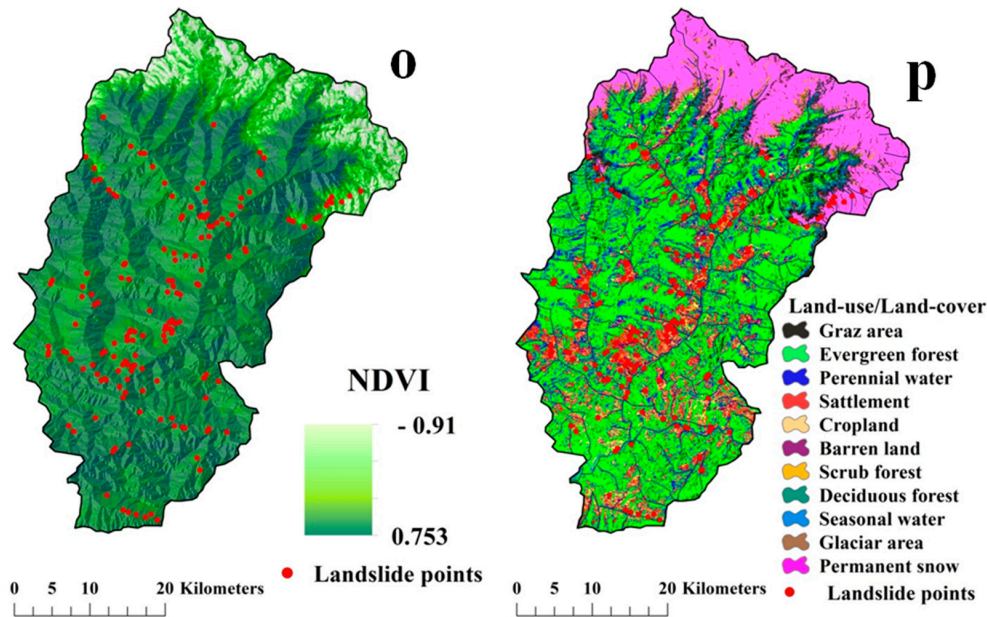 o
NDVI
- 0.91
0.753
Landslide points
0 5 10 20 Kilometers
p
Land-use/Land-cover
Graz area
Evergreen forest
Perennial water
Sattlement
Cropland
Barren land
Scrub forest
Deciduous forest
Seasonal water
Glaciar area
Permanent snow
Landslide points
0 5 10 20 Kilometers